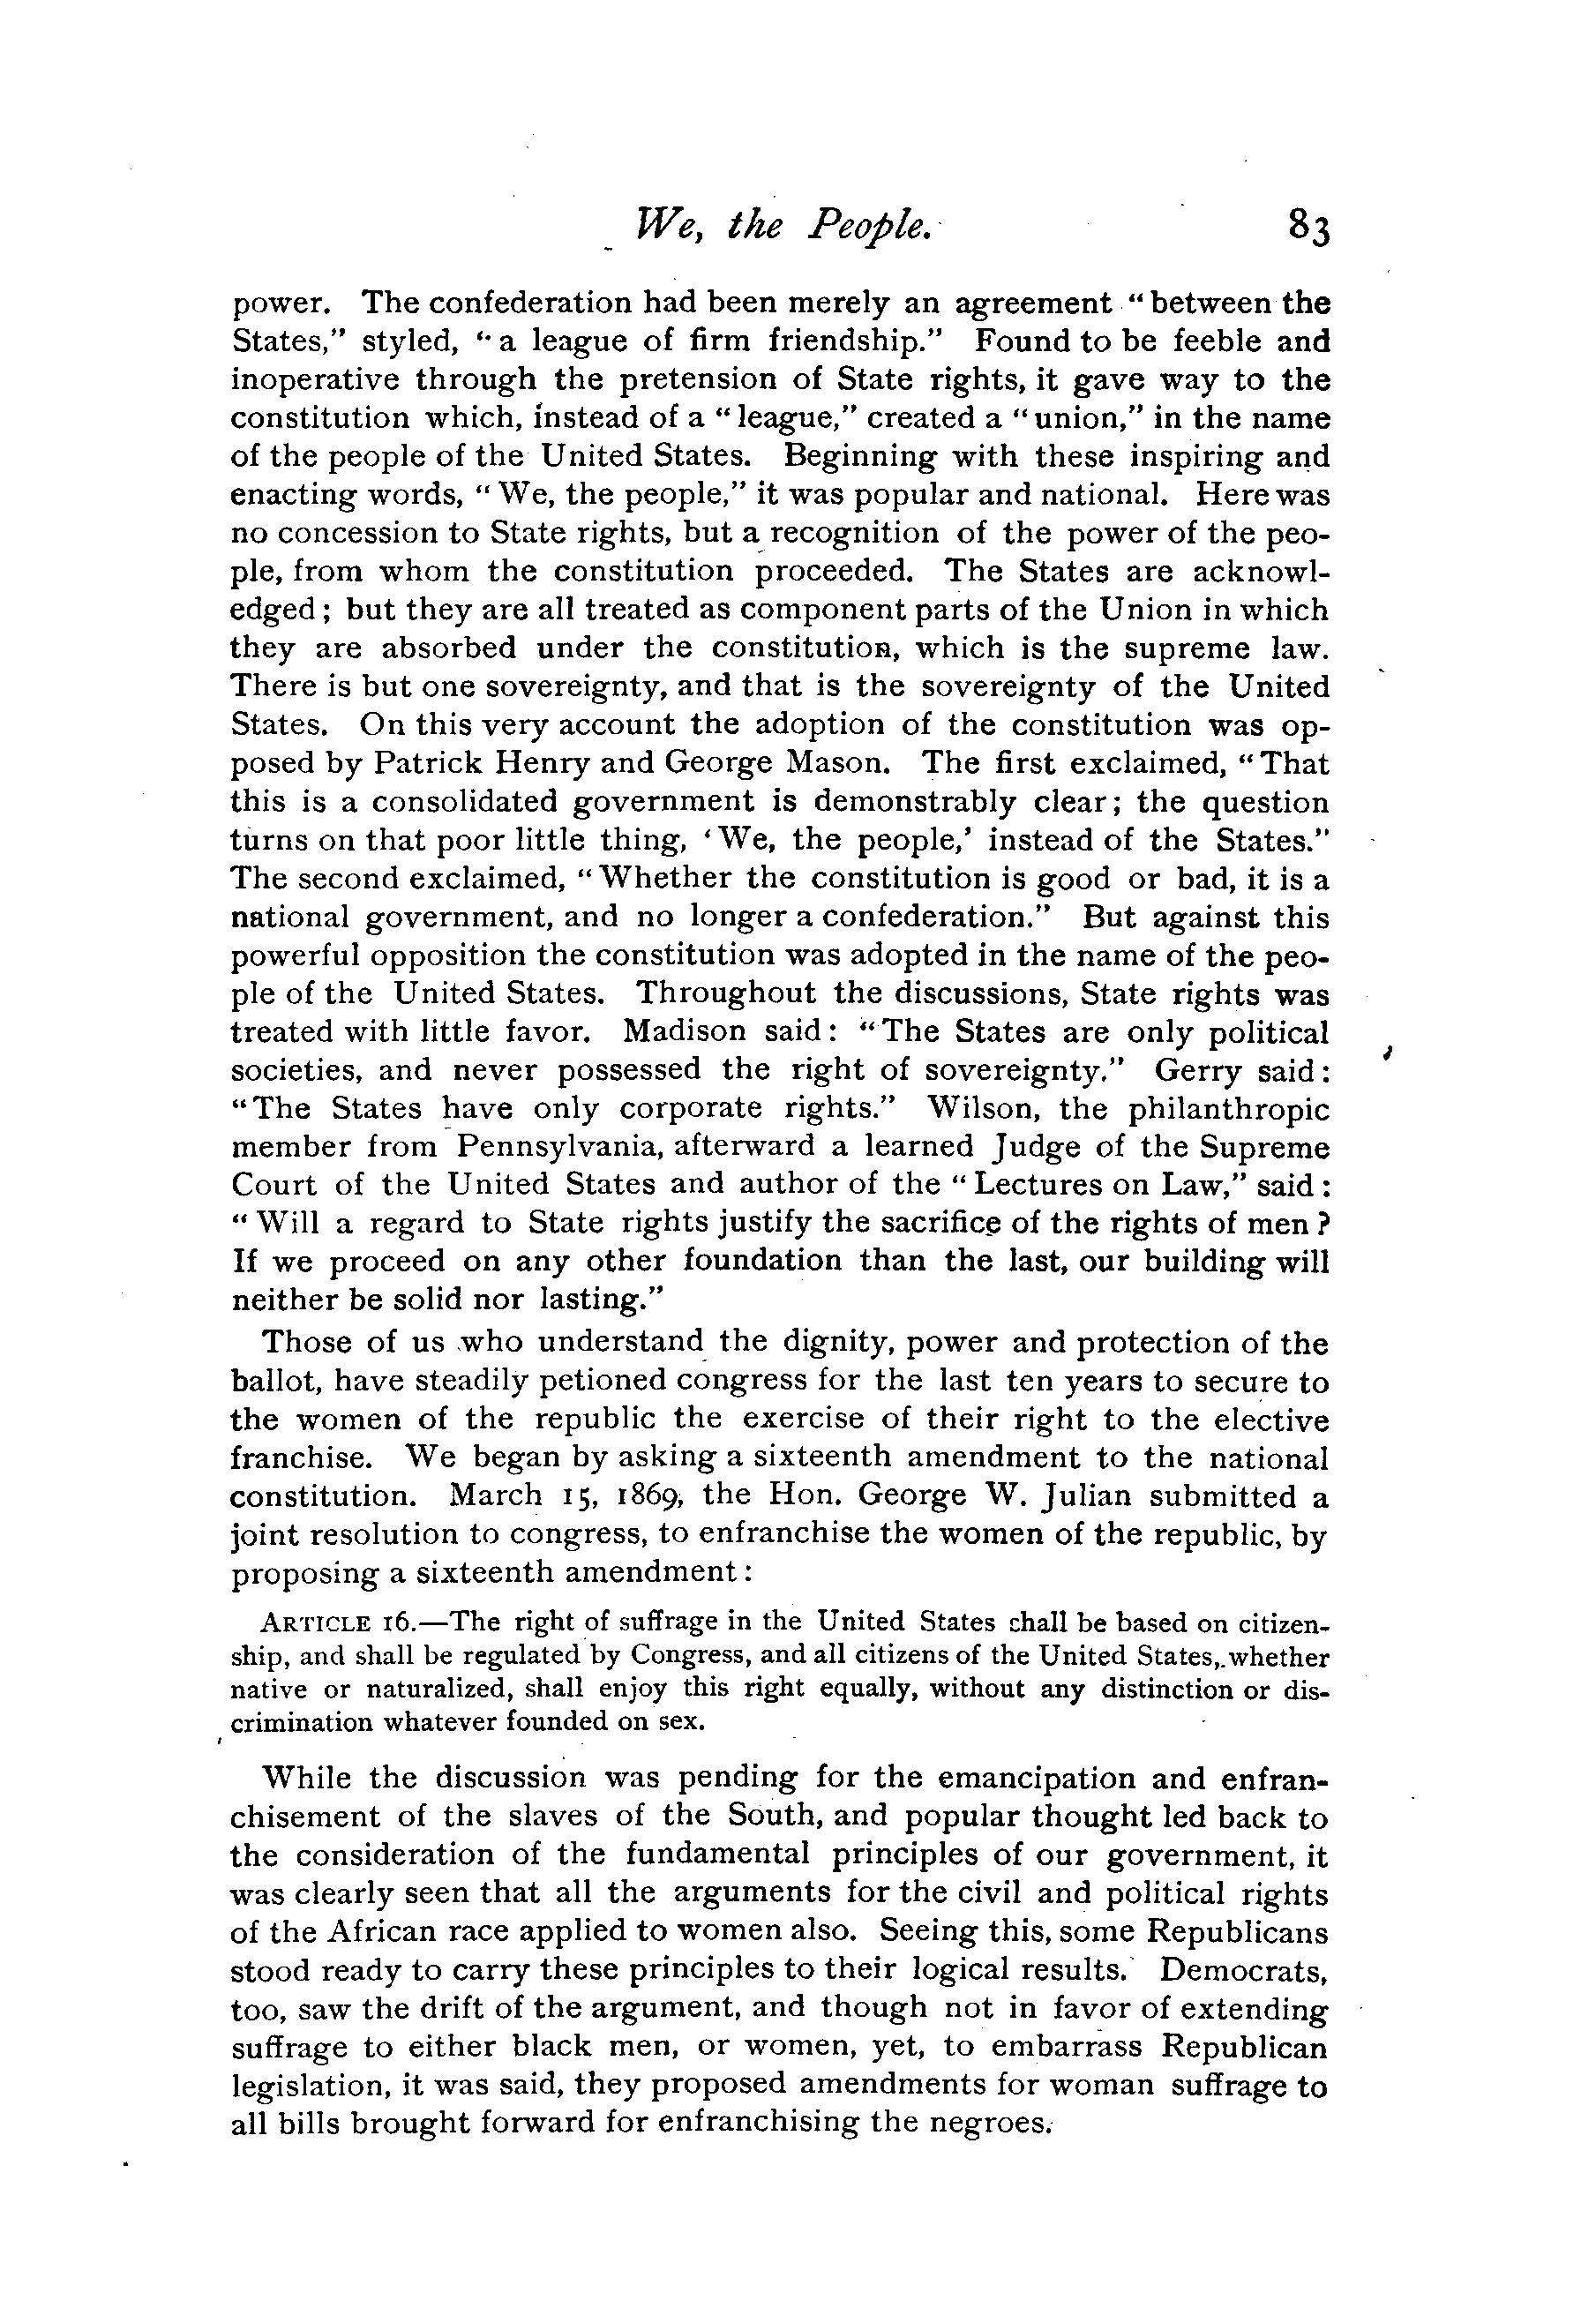 We, the People. 83
power. The confederation had been merely an agreement "between the
States," styled, "a league of firm friendship." Found to be feeble and
inoperative through the pretension of State rights, it gave way to the
constitution which, instead of a "league," created a "union," in the name
of the people of the United States. Beginning with these inspiring and
enacting words, "We, the people," it was popular and national. Here was
no concession to State rights, but a recognition of the power of the peo-
ple, from whom the constitution proceeded. The States are acknowl-
edged; but they are all treated as component parts of the Union in which
they are absorbed under the constitution, which is the supreme law.
There is but one sovereignty, and that is the sovereignty of the United
States. On this very account the adoption of the constitution was op-
posed by Patrick Henry and George Mason. The first exclaimed, "That
this is a consolidated government is demonstrably clear; the question
turns on that poor little thing, 'We, the people,' instead of the States."
The second exclaimed, "Whether the constitution is good or bad, it is a
national government, and no longer a confederation." But against this
powerful opposition the constitution was adopted in the name of the peo-
ple of the United States. Throughout the discussions, State rights was
treated with little favor. Madison said: "The States are only political
societies, and never possessed the right of sovereignty." Gerry said:
"The States have only corporate rights." Wilson, the philanthropic
member from Pennsylvania, afterward a learned Judge of the Supreme
Court of the United States and author of the "Lectures on Law," said:
"Will a regard to State rights justify the sacrifice of the rights of men?
If we proceed on any other foundation than the last, our building will
neither be solid nor lasting."
Those of us who understand the dignity, power and protection of the
ballot, have steadily petioned congress for the last ten years to secure to
the women of the republic the exercise of their right to the elective
franchise. We began by asking a sixteenth amendment to the national
constitution. March 15, 1869, the Hon. George W. Julian submitted a
joint resolution to congress, to enfranchise the women of the republic, by
proposing a sixteenth amendment:
ARTICLE 16.—The right of suffrage in the United States shall be based on citizen-
ship, and shall be regulated by Congress, and all citizens of the United States, whether
native or naturalized, shall enjoy this right equally, without any distinction or dis-
crimination whatever founded on sex.
While the discussion was pending for the emancipation and enfran-
chisement of the slaves of the South, and popular thought led back to
the consideration of the fundamental principles of our government, it
was clearly seen that all the arguments for the civil and political rights
of the African race applied to women also. Seeing this, some Republicans
stood ready to carry these principles to their logical results. Democrats,
too, saw the drift of the argument, and though not in favor of extending
suffrage to either black men, or women, yet, to embarrass Republican
legislation, it was said, they proposed amendments for woman suffrage to
all bills brought forward for enfranchising the negroes.